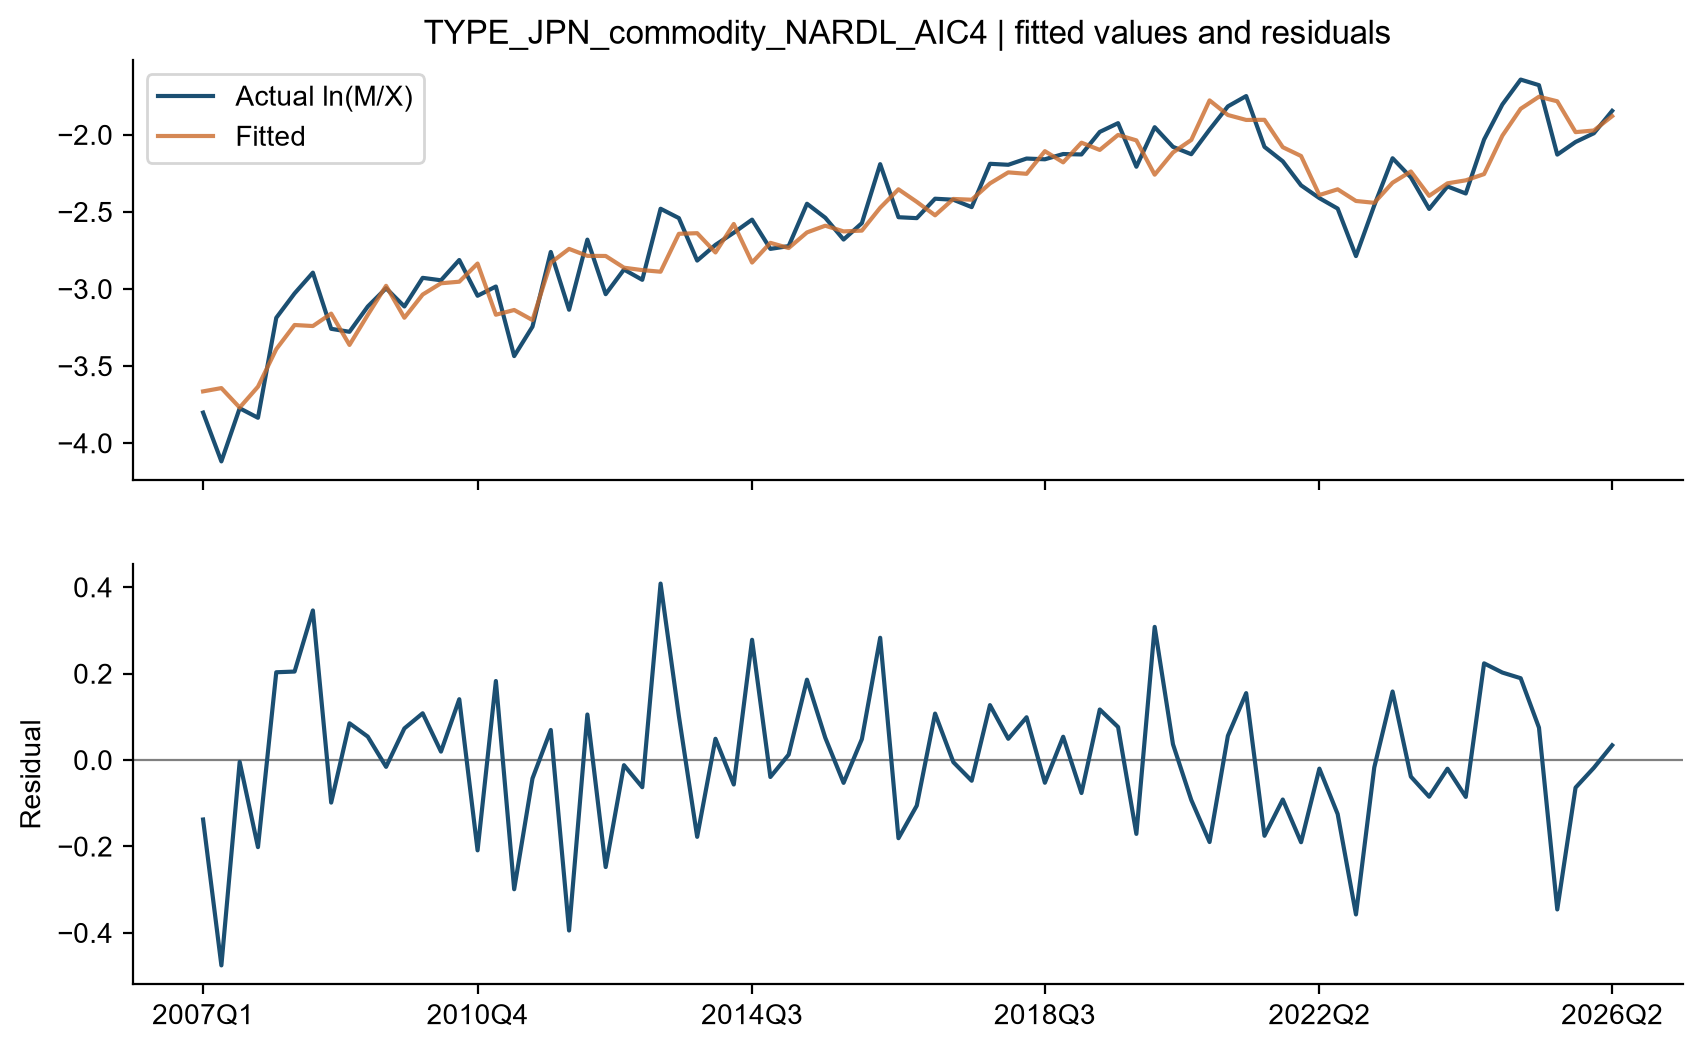 TYPE_JPN_commodity_NARDL_AIC4 | fitted values and residuals
Actual ln(M/X)
Fitted
−2.0
−2.5
−3.0
−3.5
−4.0
0.4
0.2
0.0
−0.2
−0.4
Residual
2007Q1
2010Q4
2014Q3
2018Q3
2022Q2
2026Q2